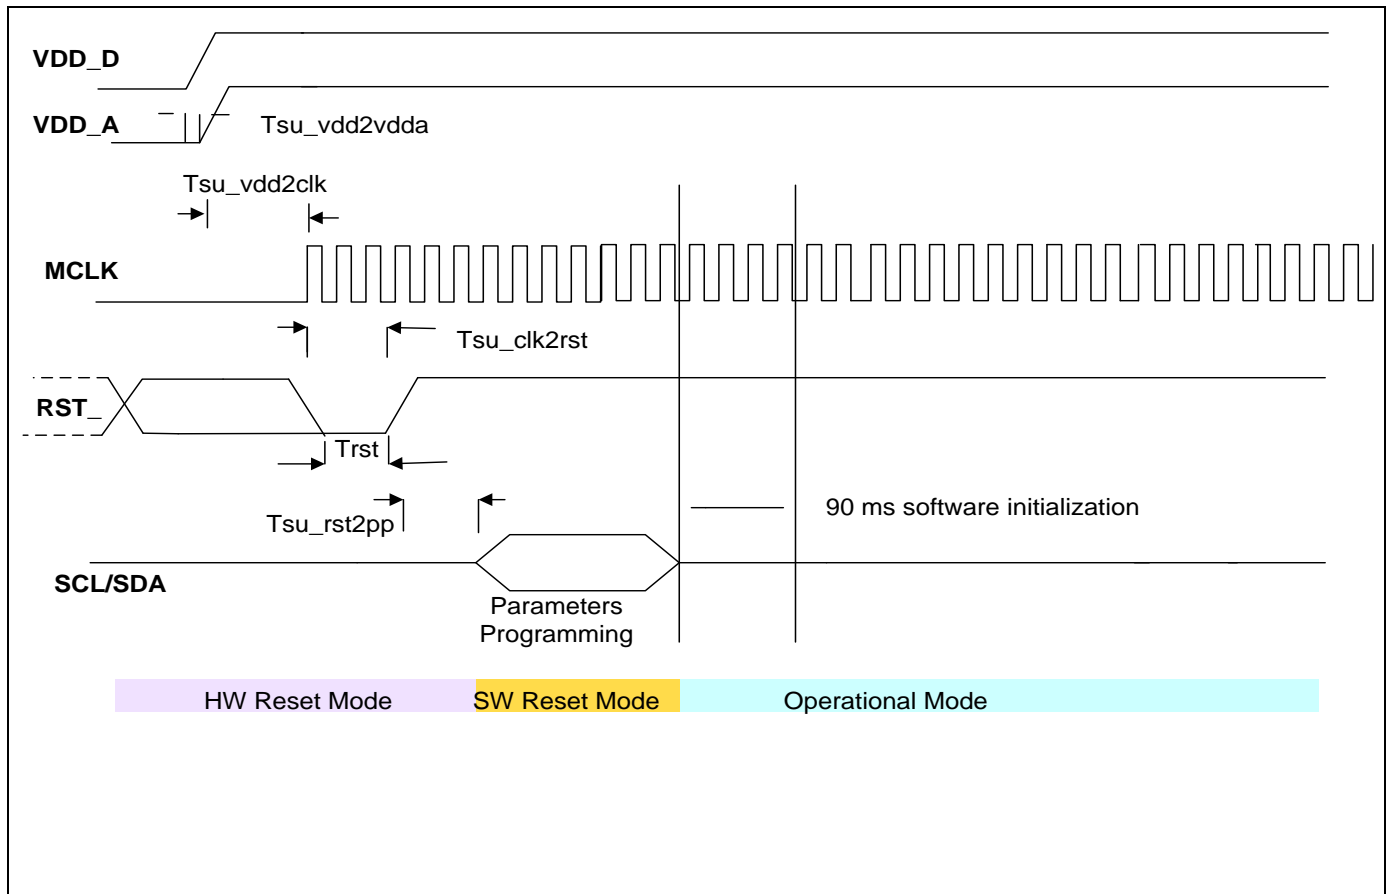 VDD_D
VDD_A
Tsu_vdd2vdda
Tsu_vdd2clk
MCLK
Tsu_clk2rst
RST_
Trst
Tsu_rst2pp
90 ms software initialization
SCL/SDA
Parameters
Programming
HW Reset Mode
SW Reset Mode
Operational Mode